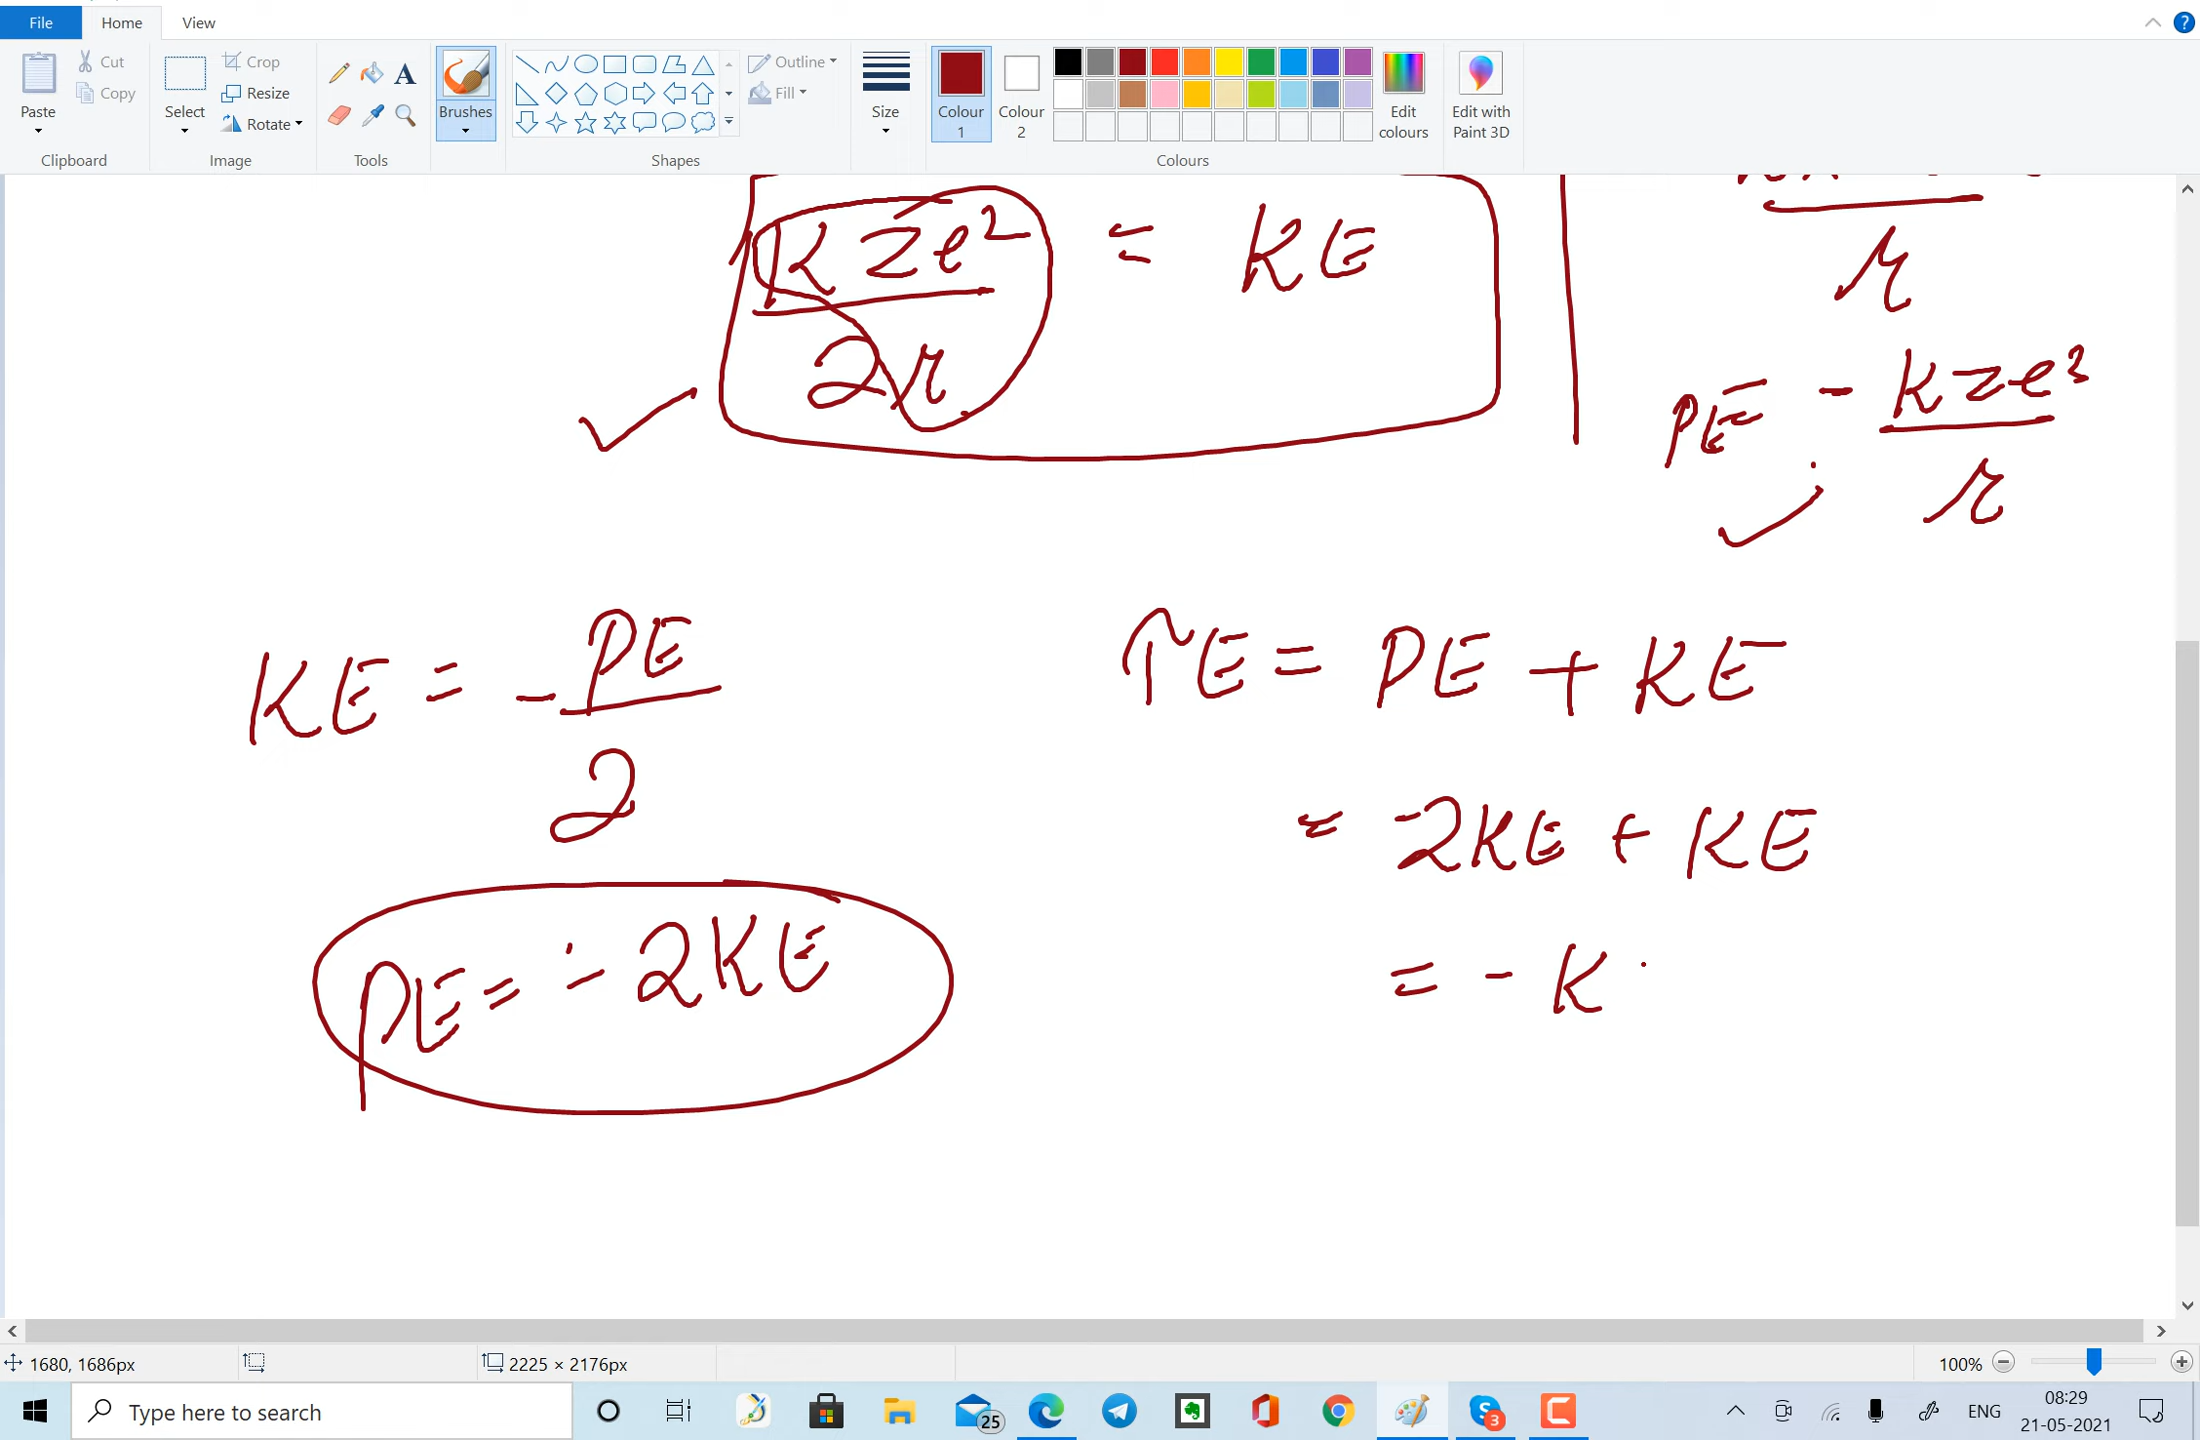 File Home View
Paste Cut Copy Clipboard
Select Crop Resize Rotate Image
Tools
Brushes
Outline Fill Shapes
Size
Colour 1
Colour 2
Edit colours
Edit with Paint 3D
Colours
KZe² / 2r = KE
r
PE = - KZe³ / r
KE = - PE / 2
TE = PE + KE
= -2KE + KE
PE = - 2KE
= - K
1680, 1686px 2225 × 2176px 100%
Type here to search 25 3 ENG 08:29
21-05-2021